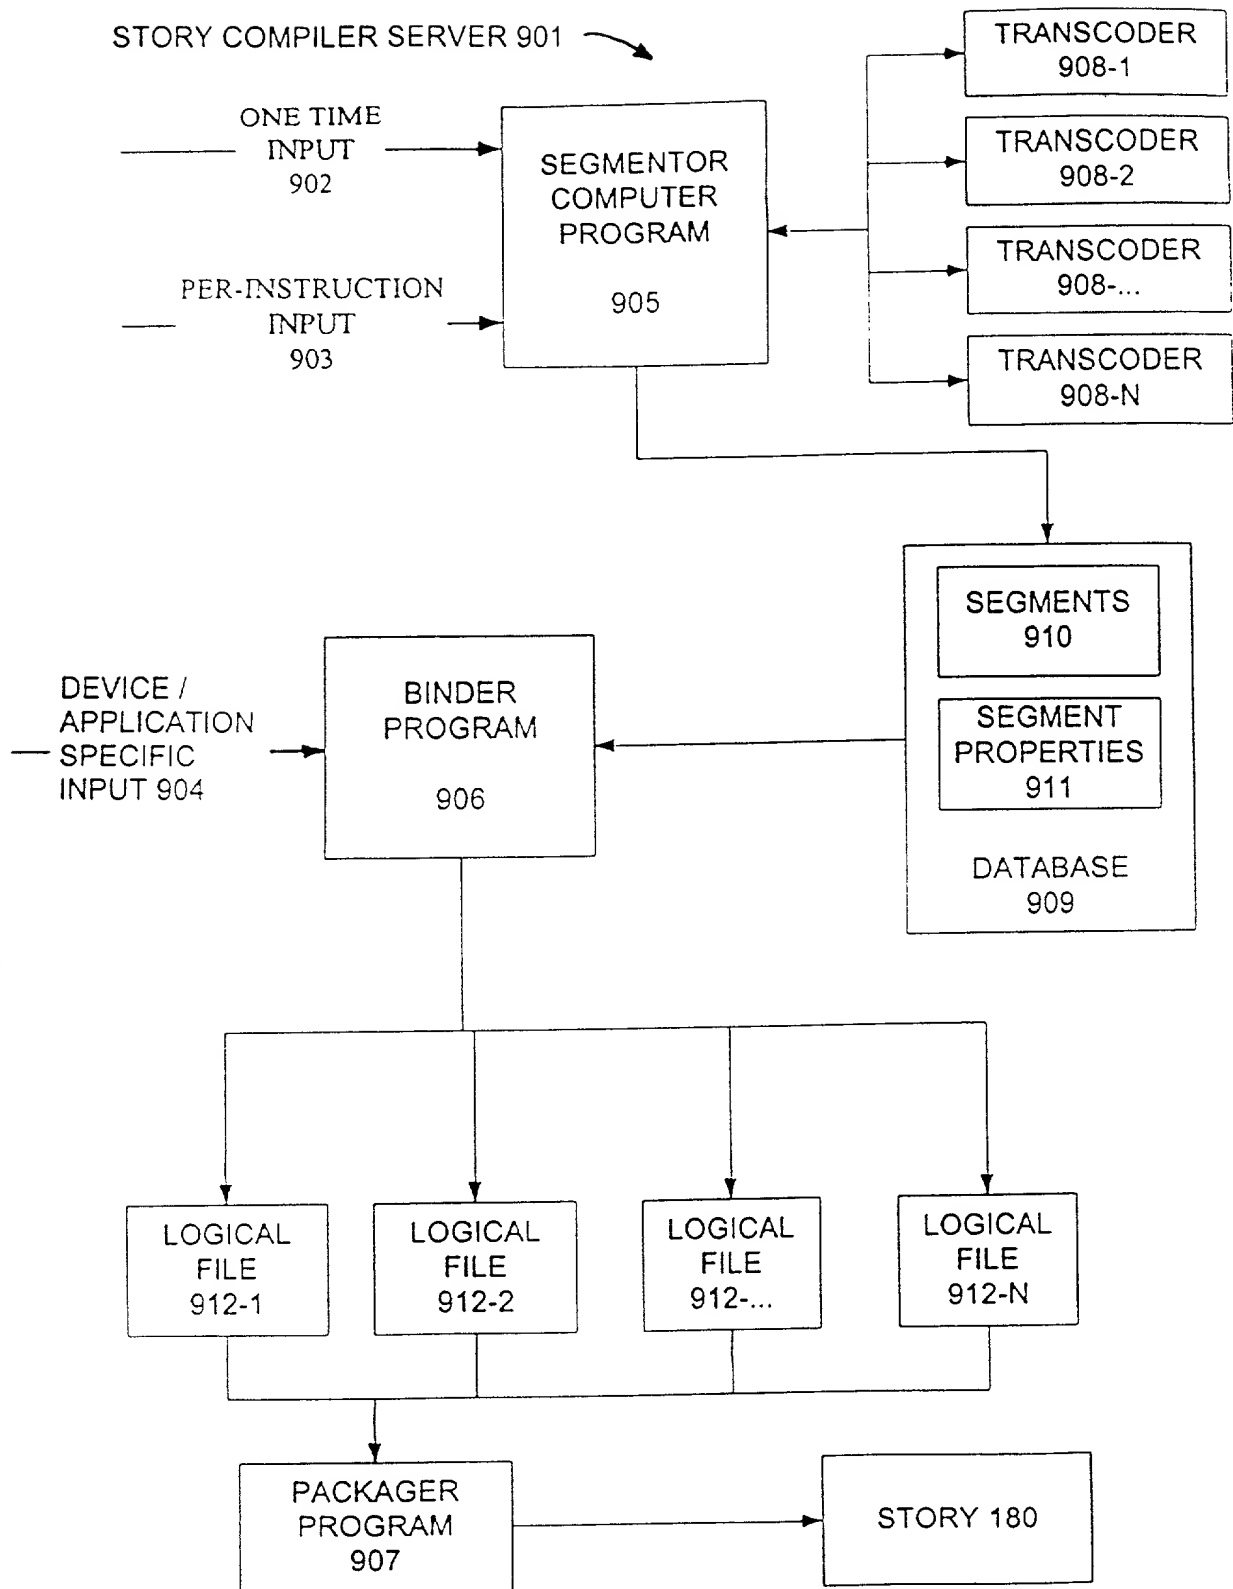 STORY COMPILER SERVER 901
TRANSCODER
908-1
ONE TIME
INPUT
902
SEGMENTOR
COMPUTER
PROGRAM
905
TRANSCODER
908-2
TRANSCODER
908-...
PER-INSTRUCTION
INPUT
903
TRANSCODER
908-N
SEGMENTS
910
SEGMENT
PROPERTIES
911
DATABASE
909
DEVICE /
APPLICATION
SPECIFIC
INPUT 904
BINDER
PROGRAM
906
LOGICAL
FILE
912-1
LOGICAL
FILE
912-2
LOGICAL
FILE
912-...
LOGICAL
FILE
912-N
PACKAGER
PROGRAM
907
STORY 180